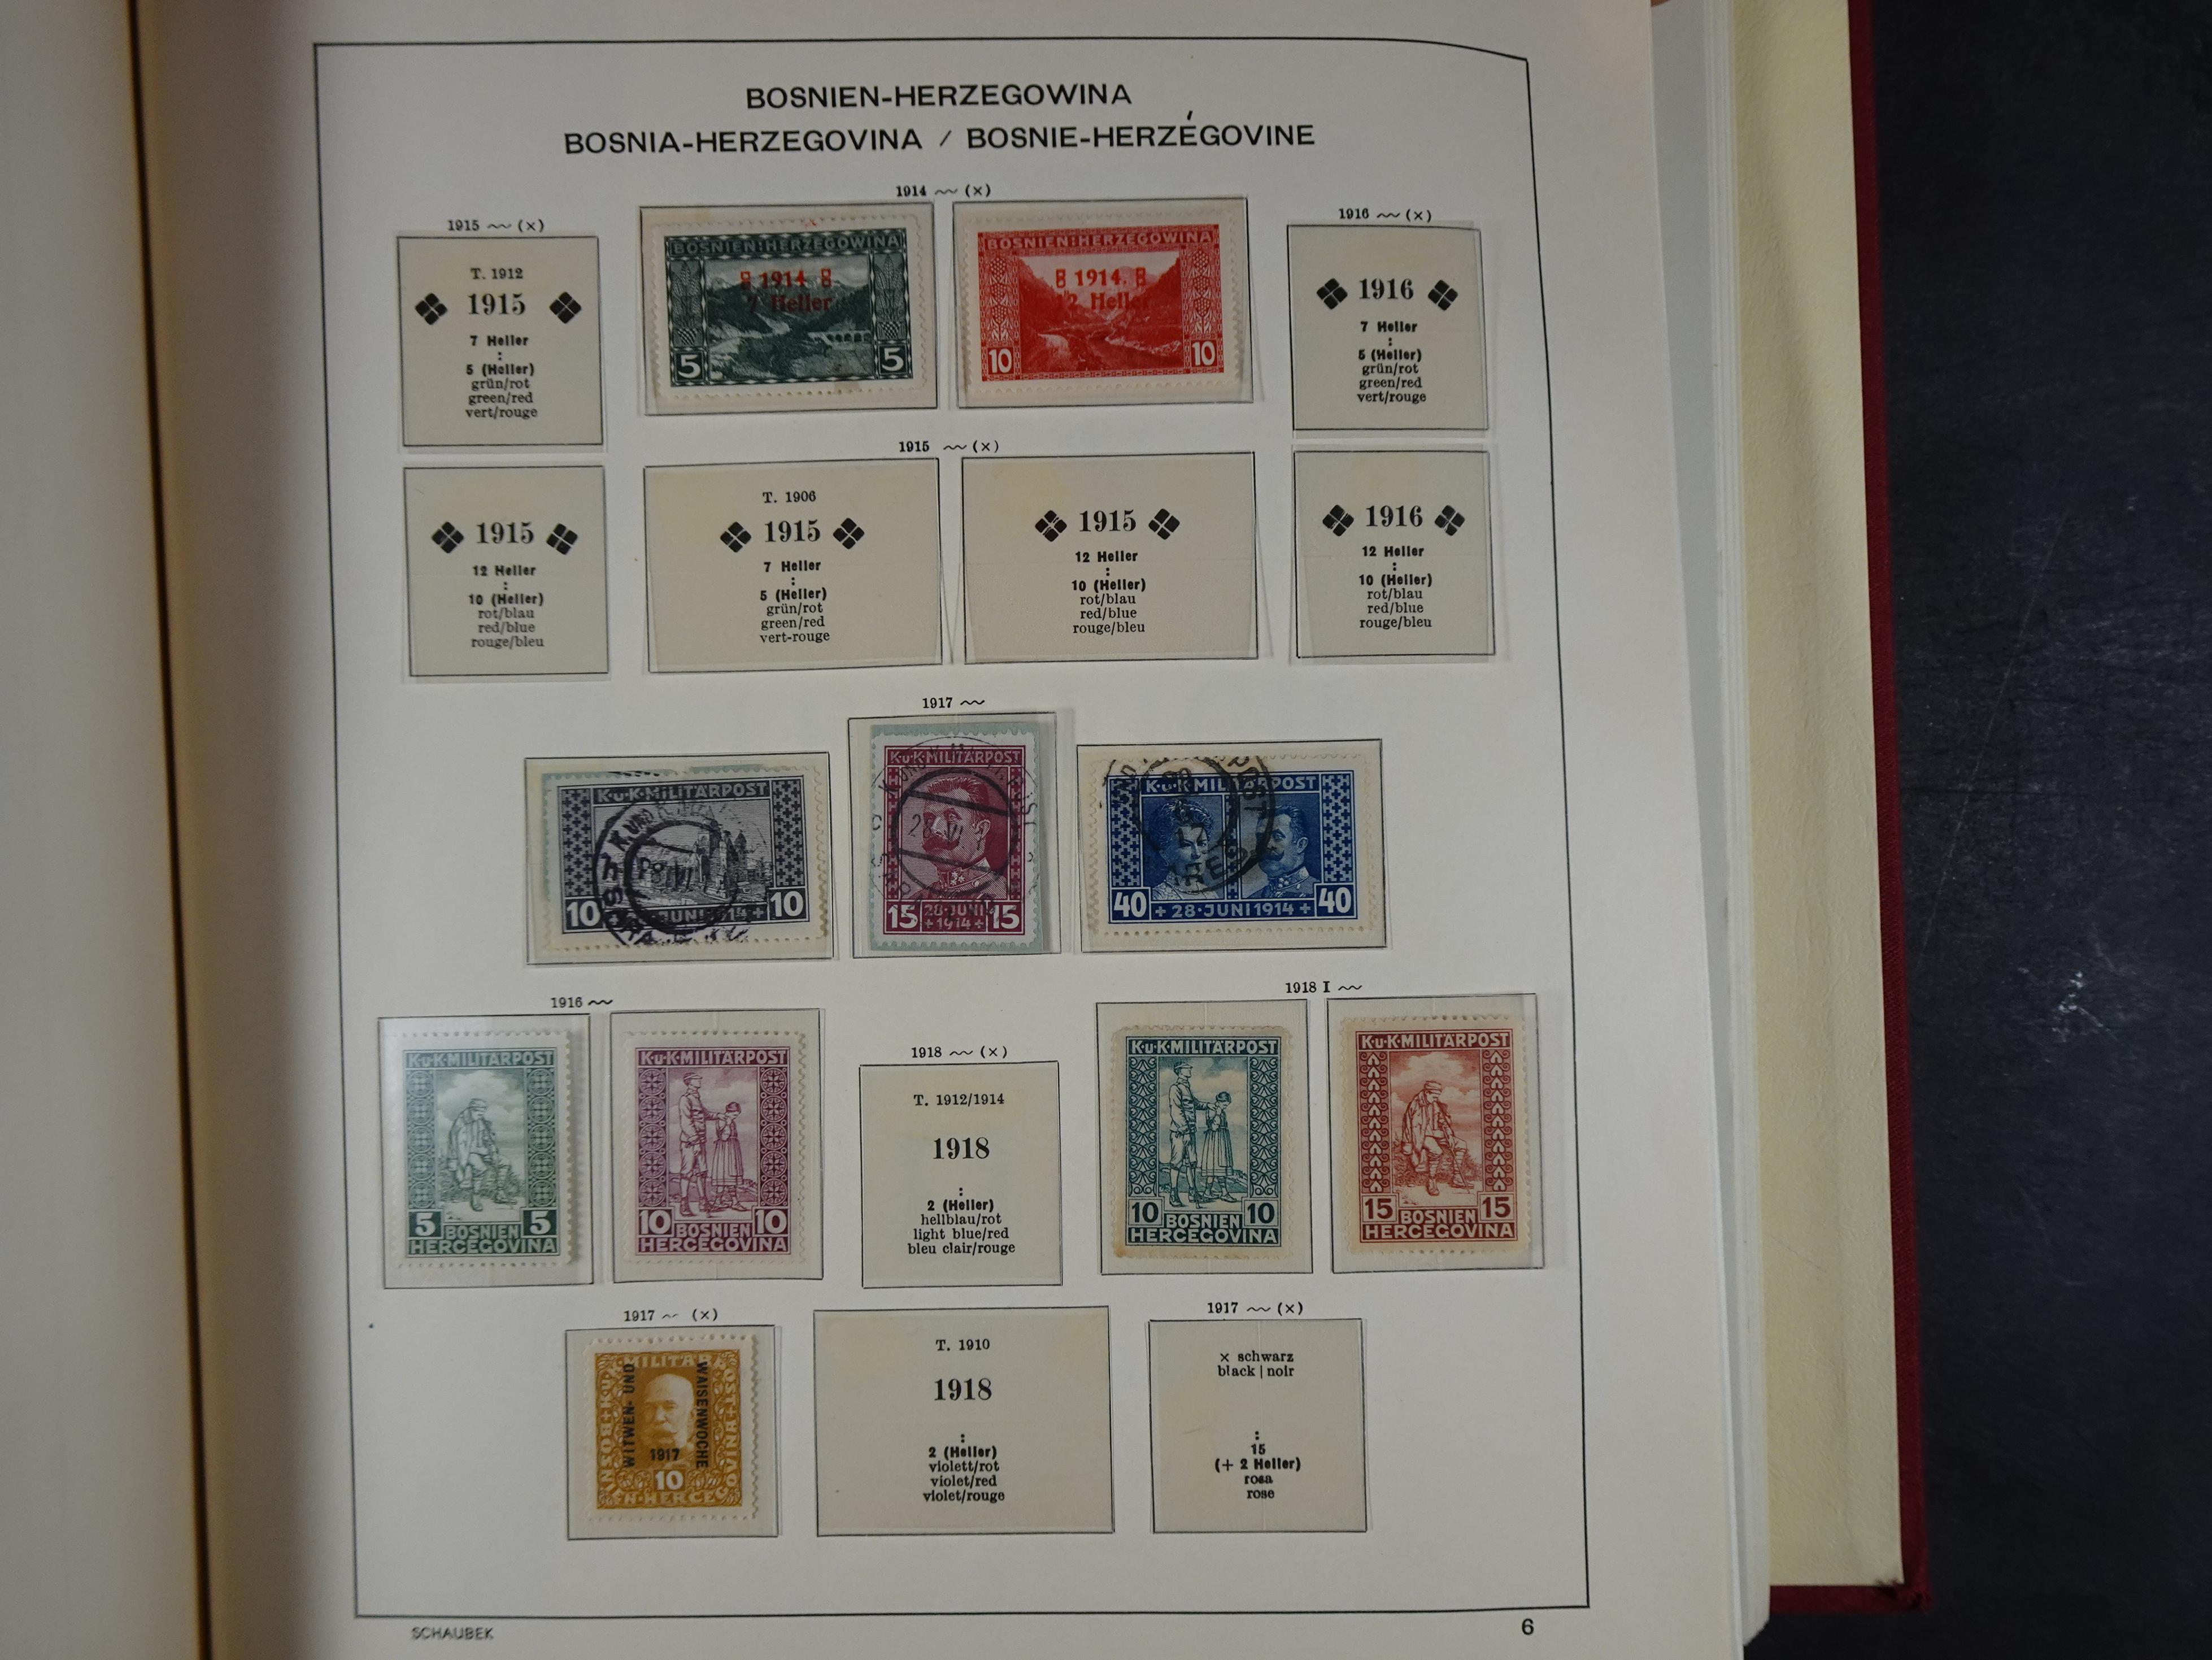 BOSNIEN-HERZEGOWINA
BOSNIA-HERZEGOVINA / BOSNIE-HERZÉGOVINE
1915 ~~ (×)
T. 1912
1915
7 Heller
:
5 (Heller)
grün/rot
green/red
vert/rouge
1914 ~~ (×)
BOSNIEN:HERZEGOWINA
1914
7 Heller
5 5
BOSNIEN:HERZEGOWINA
1914.
12 Heller
10 10
1916 ~~ (×)
1916
7 Heller
:
5 (Heller)
grün/rot
green/red
vert/rouge
1915
12 Heller
:
10 (Heller)
rot/blau
red/blue
rouge/bleu
1915 ~~ (×)
T. 1906
1915
7 Heller
:
5 (Heller)
grün/rot
green/red
vert-rouge
1915
12 Heller
:
10 (Heller)
rot/blau
red/blue
rouge/bleu
1916
12 Heller
:
10 (Heller)
rot/blau
red/blue
rouge/bleu
1917 ~~
K·u·K·MILITÄRPOST
10 JUNI 1914 + 10
K·u·K·MILITÄRPOST
15 28·JUNI 15
+1914+
K·u·K·MILITÄRPOST
40 + 28·JUNI 1914 + 40
1916 ~~
K·u·K·MILITÄRPOST
5 BOSNIEN 5
HERCEGOVINA
K·u·K·MILITÄRPOST
10 BOSNIEN 10
HERCEGOVINA
1918 ~~ (×)
T. 1912/1914
1918
:
2 (Heller)
hellblau/rot
light blue/red
bleu clair/rouge
1918 I ~~
K·u·K·MILITÄRPOST
10 BOSNIEN 10
HERCEGOVINA
K·u·K·MILITÄRPOST
15 BOSNIEN 15
HERCEGOVINA
1917 ~~ (×)
WITWEN- UND
WAISENWOCHE
1917
10
T. 1910
1918
:
2 (Heller)
violett/rot
violet/red
violet/rouge
1917 ~~ (×)
× schwarz
black | noir
:
15
(+ 2 Heller)
rosa
rose
SCHAUBEK
6